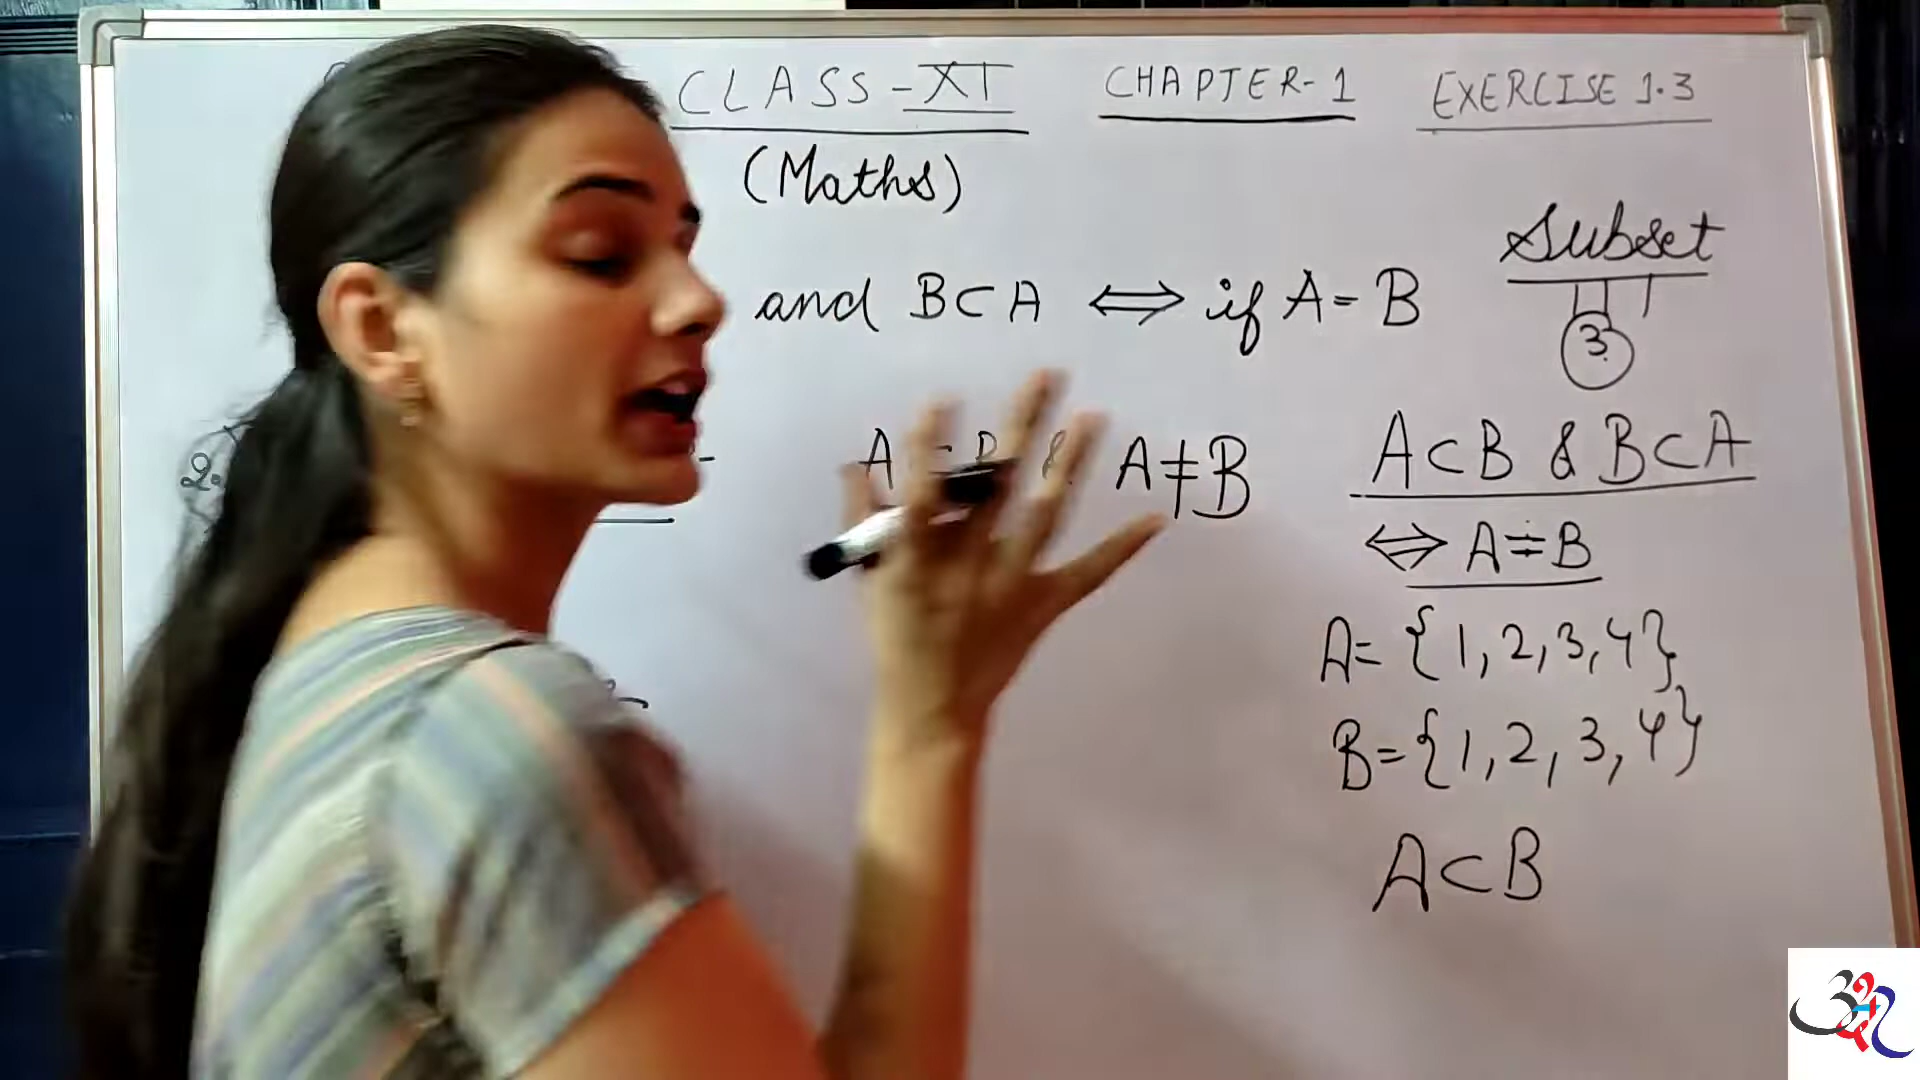 CLASS-XI CHAPTER-1 EXERCISE 1.3
(Maths)
Subset
and B⊂A ⟺ if A=B
3
2.
A & A≠B
A⊂B & B⊂A
⟺ A=B
A={1,2,3,4}
B={1,2,3,4}
A⊂B